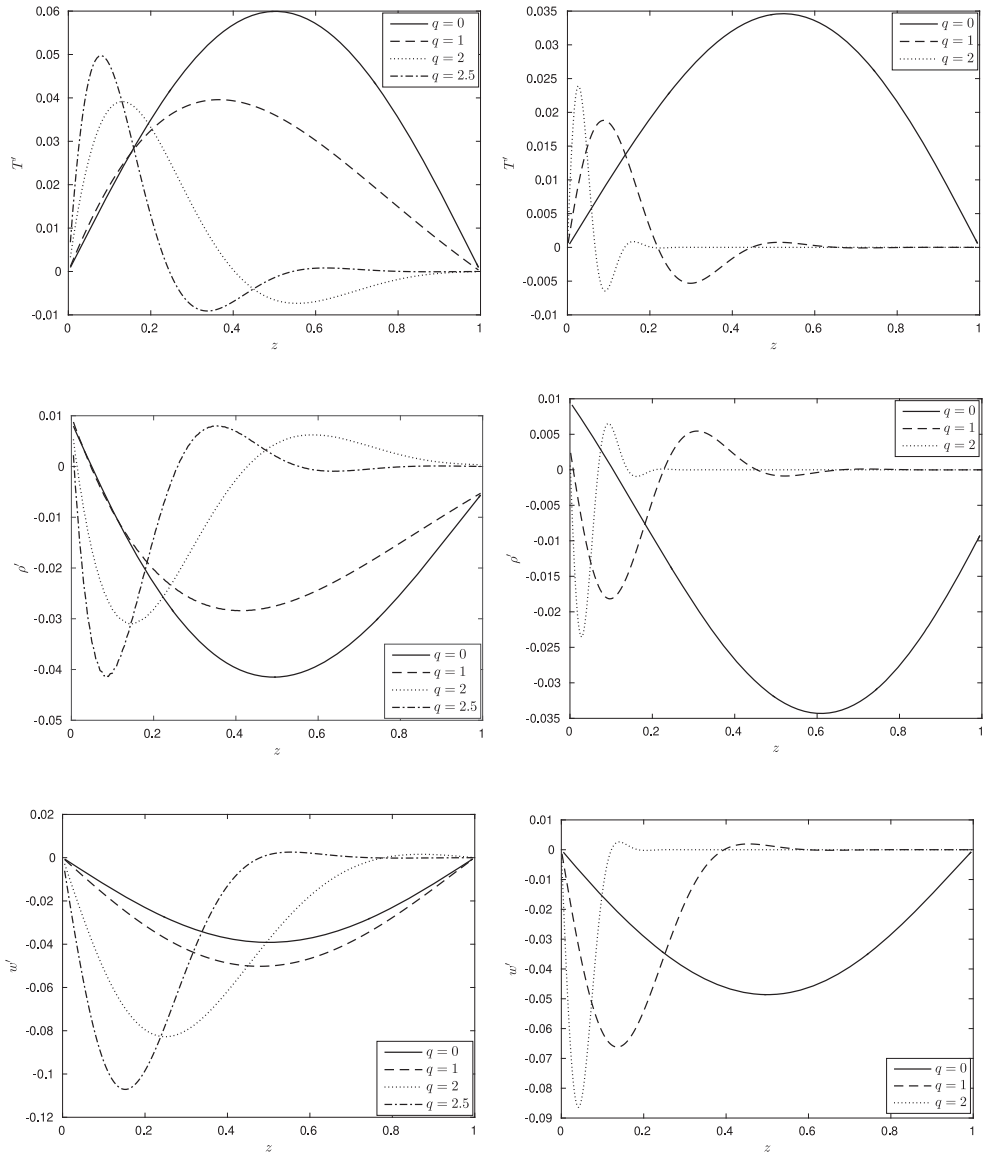 0.06
0.05
0.04
0.03
0.02
0.01
0
-0.01
T′
0
0.2
0.4
0.6
0.8
1
z
q = 0
q = 1
q = 2
q = 2.5
0.035
0.03
0.025
0.02
0.015
0.01
0.005
0
-0.005
-0.01
T′
0
0.2
0.4
0.6
0.8
1
z
q = 0
q = 1
q = 2
0.01
0
-0.01
-0.02
-0.03
-0.04
-0.05
ρ′
0
0.2
0.4
0.6
0.8
1
z
q = 0
q = 1
q = 2
q = 2.5
0.01
0.005
0
-0.005
-0.01
-0.015
-0.02
-0.025
-0.03
-0.035
ρ′
0
0.2
0.4
0.6
0.8
1
z
q = 0
q = 1
q = 2
0.02
0
-0.02
-0.04
-0.06
-0.08
-0.1
-0.12
w′
0
0.2
0.4
0.6
0.8
1
z
q = 0
q = 1
q = 2
q = 2.5
0.01
0
-0.01
-0.02
-0.03
-0.04
-0.05
-0.06
-0.07
-0.08
-0.09
w′
0
0.2
0.4
0.6
0.8
1
z
q = 0
q = 1
q = 2